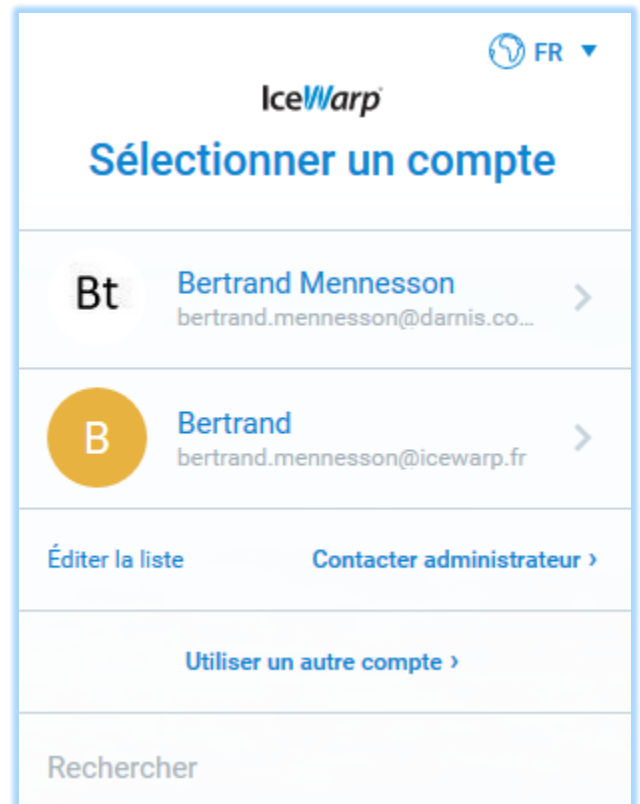 FR
IceWarp
Sélectionner un compte
Bt
Bertrand Mennesson
bertrand.mennesson@darnis.co...
B
Bertrand
bertrand.mennesson@icewarp.fr
Éditer la liste
Contacter administrateur ›
Utiliser un autre compte ›
Rechercher